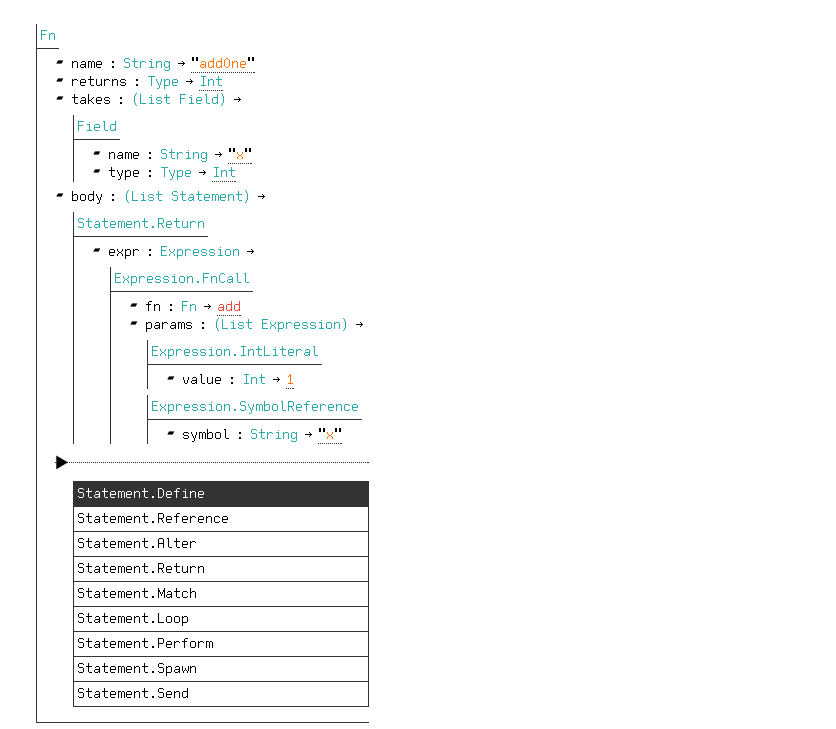 Fn
name : String → "addOne"
returns : Type → Int
takes : (List Field) →
Field
name : String → "x"
type : Type → Int
body : (List Statement) →
Statement.Return
expr : Expression →
Expression.FnCall
fn : Fn → add
params : (List Expression) →
Expression.IntLiteral
value : Int → 1
Expression.SymbolReference
symbol : String → "x"
Statement.Define
Statement.Reference
Statement.Alter
Statement.Return
Statement.Match
Statement.Loop
Statement.Perform
Statement.Spawn
Statement.Send